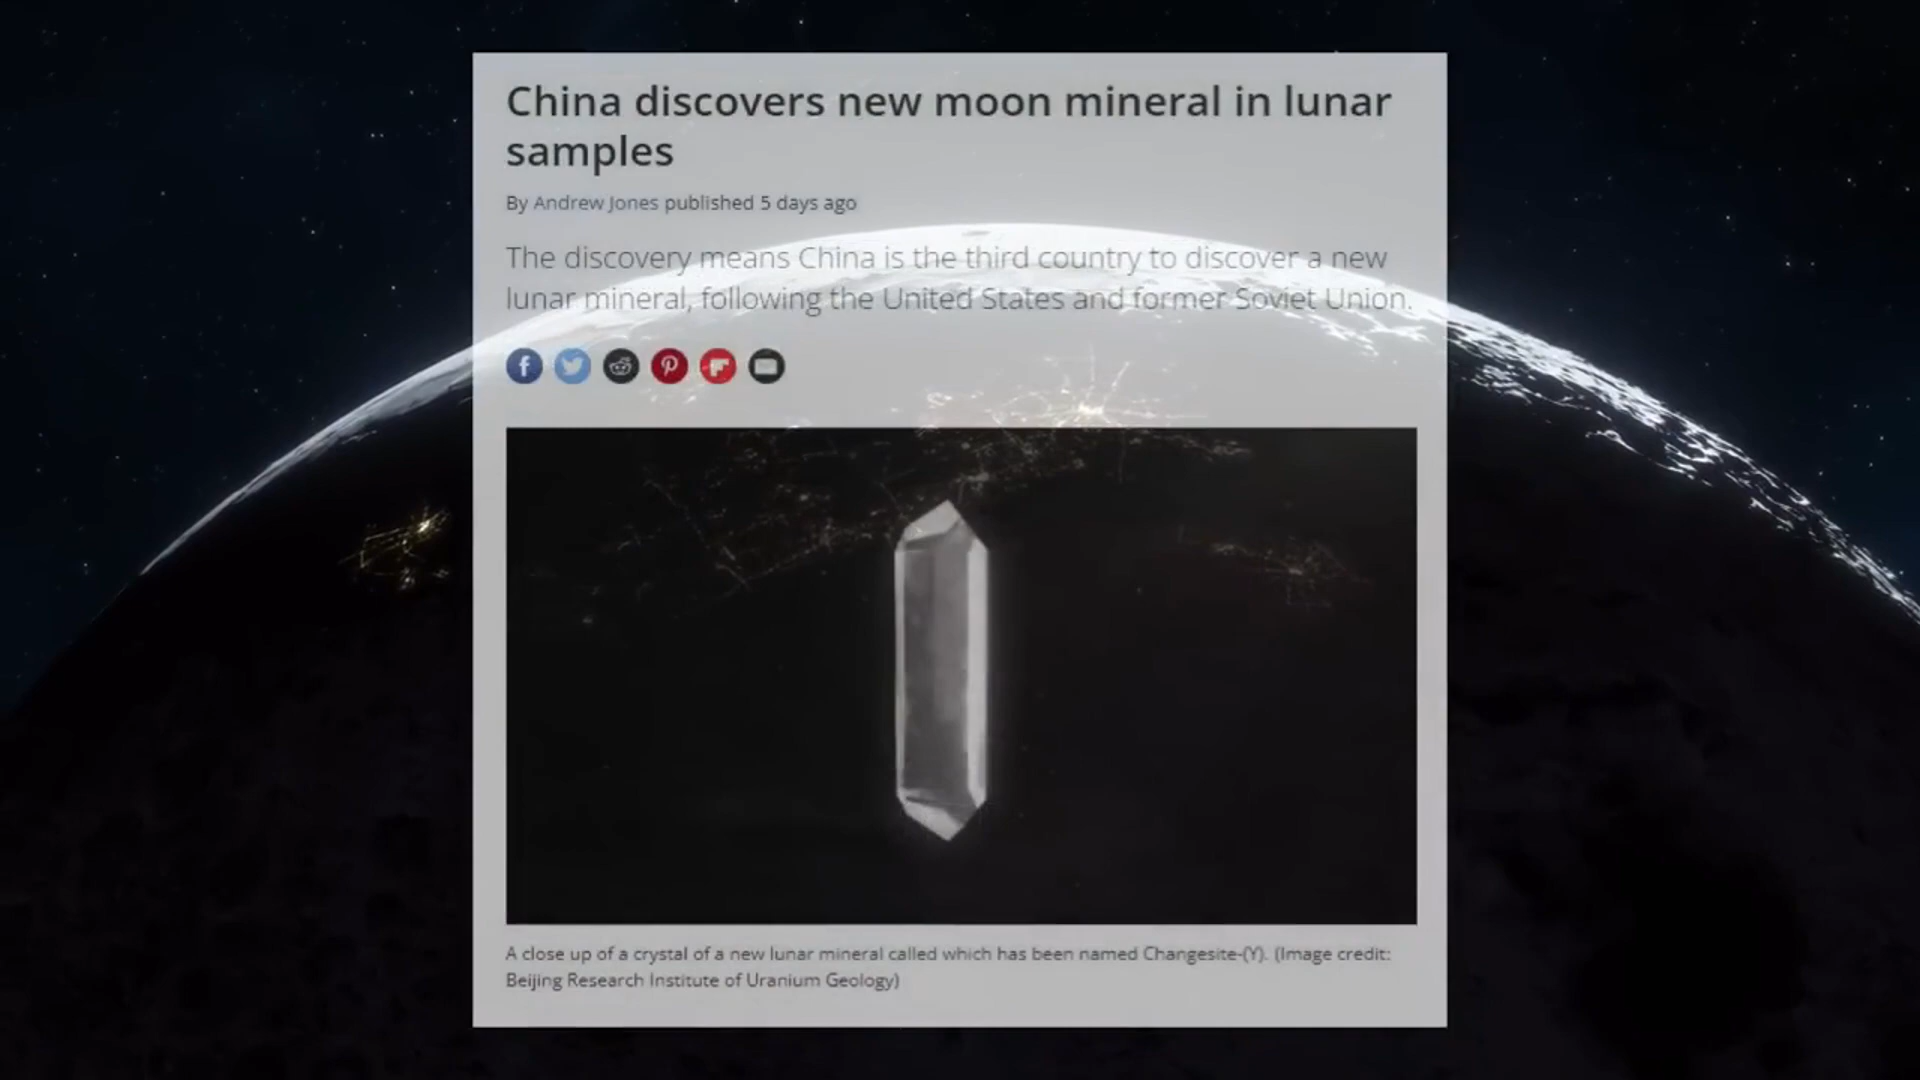 China discovers new moon mineral in lunar
samples
By Andrew Jones published 5 days ago
The discovery means China is the third country to discover a new
lunar mineral, following the United States and former Soviet Union.
A close up of a crystal of a new lunar mineral called which has been named Changesite-(Y). (Image credit:
Beijing Research Institute of Uranium Geology)